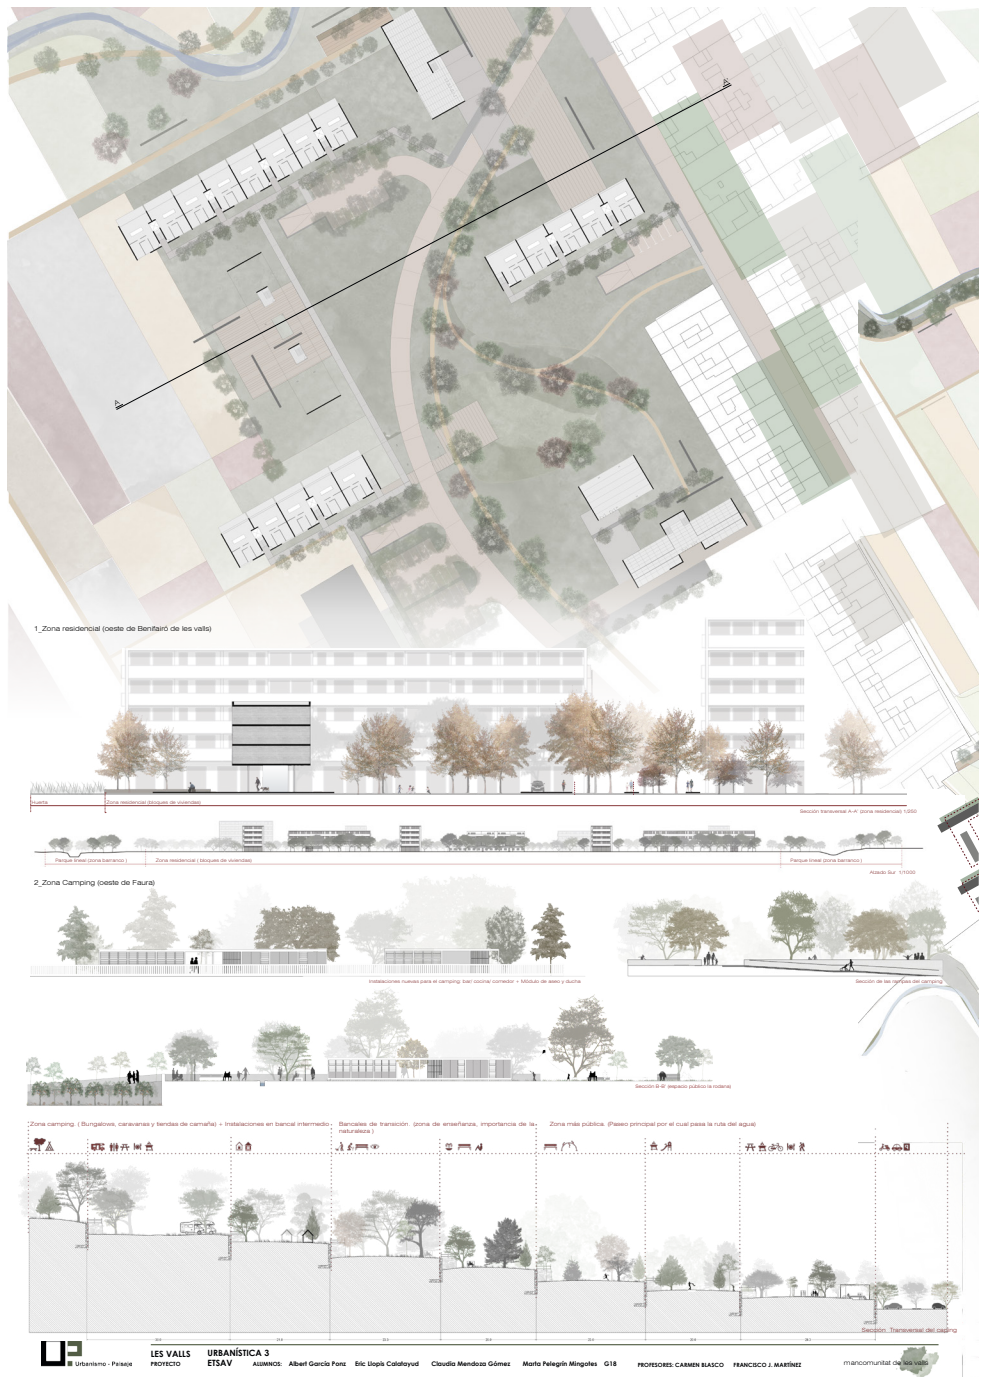 A'
A
1_Zona residencial (oeste de Benifairó de les valls)
Huerta
Zona residencial (bloques de viviendas)
Sección transversal A-A' (zona residencial) 1/250
Parque lineal (zona barranco)
Zona residencial ( bloques de viviendas)
Parque lineal (zona barranco )
Alzado Sur 1/1000
2_Zona Camping (oeste de Faura)
Instalaciones nuevas para el camping: bar/ cocina/ comedor + Módulo de aseo y ducha
Sección de las rampas del camping
Sección B-B' (espacio público la rodana)
Zona camping. ( Bungalows, caravanas y tiendas de camaña) + Instalaciones en bancal intermedio
Bancales de transición. (zona de enseñanza, importancia de la naturaleza )
Zona más pública. (Paseo principal por el cual pasa la ruta del agua)
Sección Transversal del caping
Urbanismo - Paisaje
LES VALLS
PROYECTO
URBANÍSTICA 3
ETSAV
ALUMNOS: Albert García Ponz Eric Llopis Calatayud Claudia Mendoza Gómez Marta Pelegrín Mingotes G18
PROFESORES: CARMEN BLASCO FRANCISCO J. MARTÍNEZ
mancomunitat de les valls